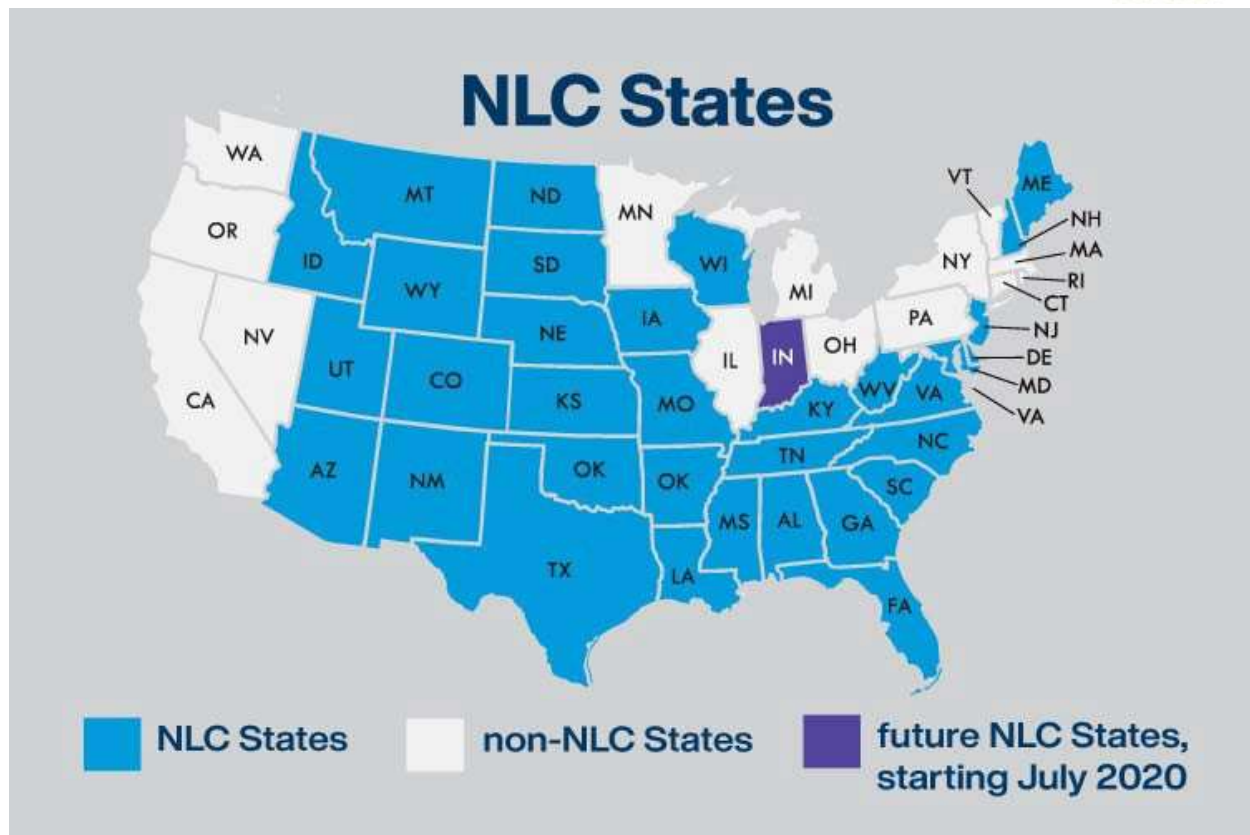 NLC States
WA
MT
ND
MN
VT
ME
NH
OR
ID
SD
WI
NY
MA
WY
MI
RI
CT
NV
NE
IA
PA
NJ
UT
CO
IL
IN
OH
DE
CA
KS
MO
KY
WV
VA
MD
VA
AZ
NM
OK
OK
TN
NC
SC
MS
AL
GA
TX
LA
FA
NLC States
non-NLC States
future NLC States,
starting July 2020